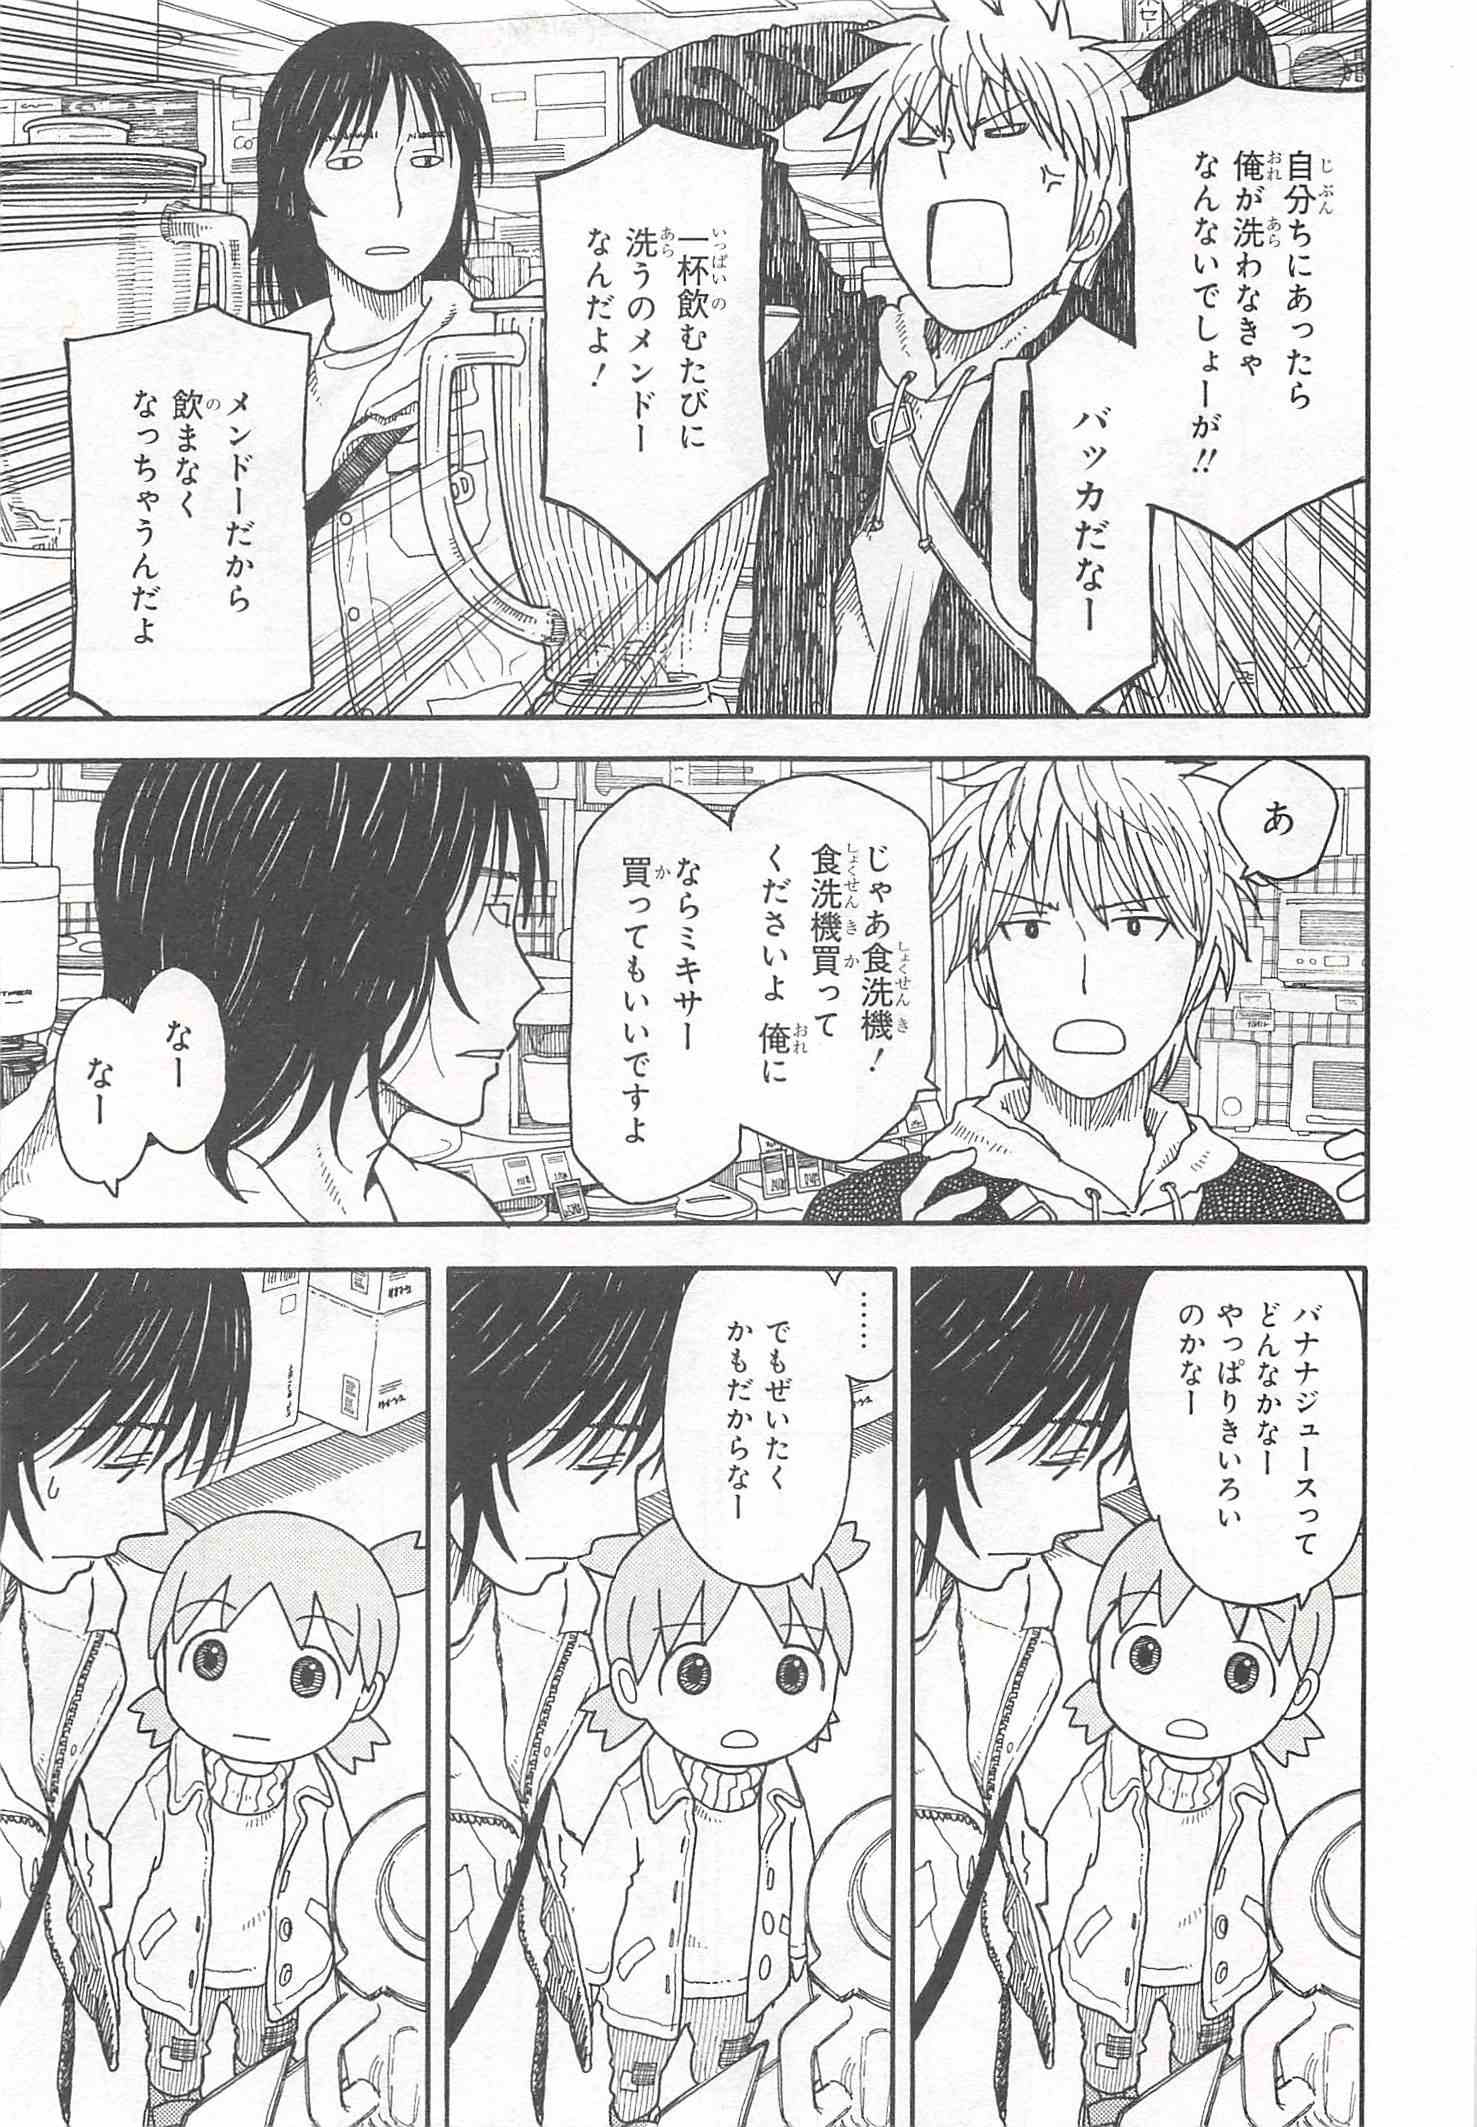 バッカだなー
自分ちにあったら
俺が洗わなきゃ
なんないでしょーが!!
一杯飲むたびに
洗うのメンドー
なんだよ!
メンドーだから
飲まなく
なっちゃうんだよ
あ
じゃあ食洗機!
食洗機買って
くださいよ 俺に
ならミキサー
買ってもいいですよ
なー
なー
バナナジュースって
どんなかなー
やっぱりきいろい
のかなー
……
でもぜいたく
かもだからなー